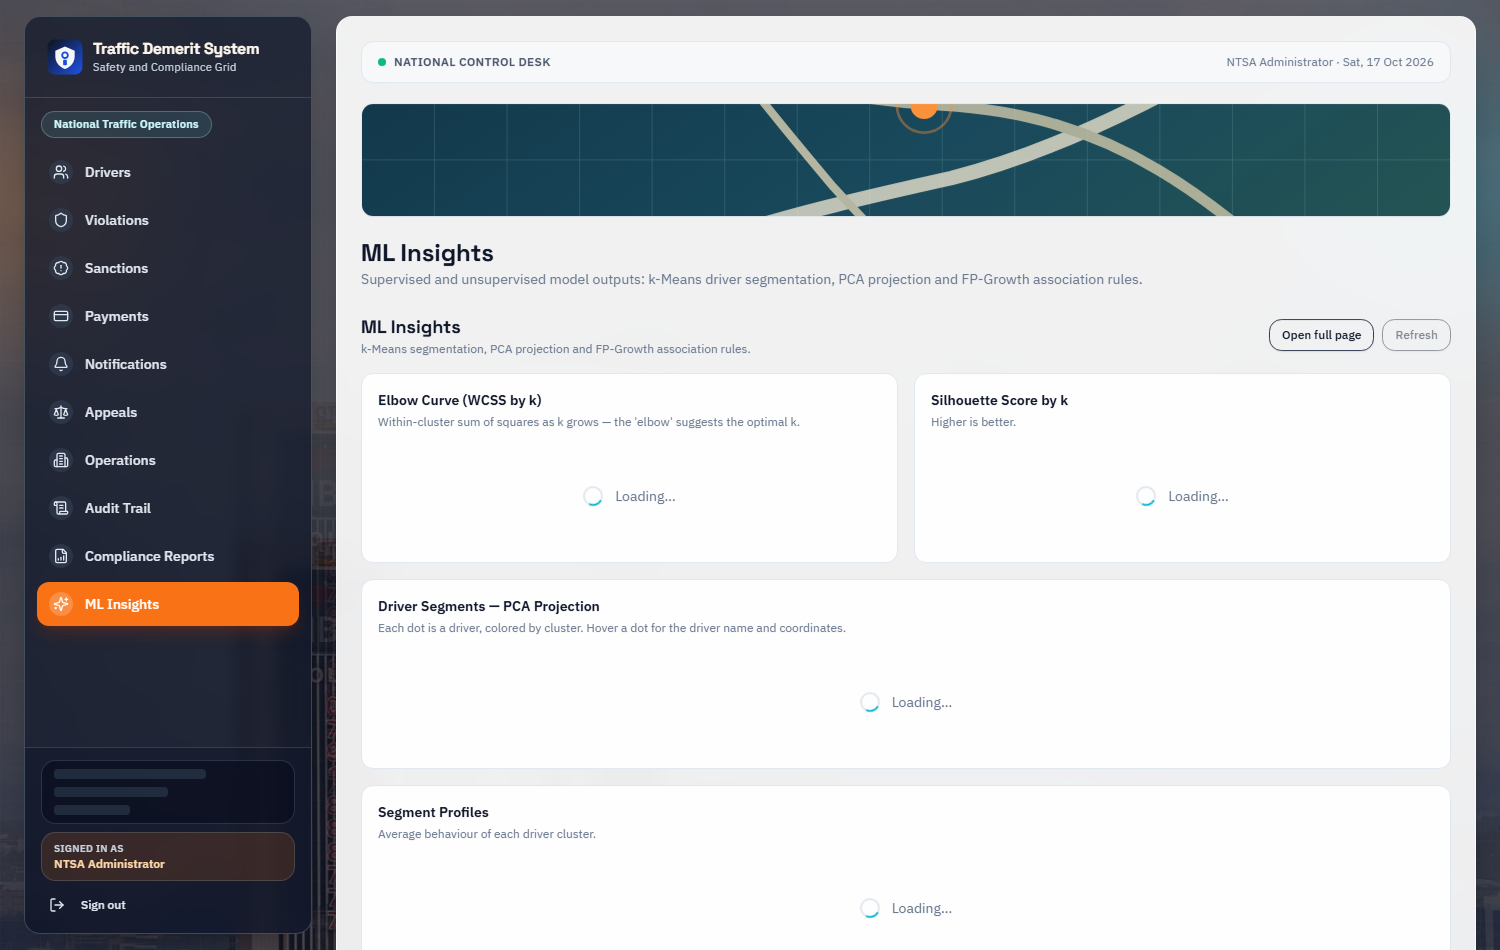 Traffic Demerit System
Safety and Compliance Grid
National Traffic Operations
Drivers
Violations
Sanctions
Payments
Notifications
Appeals
Operations
Audit Trail
Compliance Reports
ML Insights
SIGNED IN AS
NTSA Administrator
Sign out
NATIONAL CONTROL DESK
NTSA Administrator · Sat, 17 Oct 2026
ML Insights
Supervised and unsupervised model outputs: k-Means driver segmentation, PCA projection and FP-Growth association rules.
ML Insights
k-Means segmentation, PCA projection and FP-Growth association rules.
Open full page
Refresh
Elbow Curve (WCSS by k)
Within-cluster sum of squares as k grows — the 'elbow' suggests the optimal k.
Loading...
Silhouette Score by k
Higher is better.
Loading...
Driver Segments — PCA Projection
Each dot is a driver, colored by cluster. Hover a dot for the driver name and coordinates.
Loading...
Segment Profiles
Average behaviour of each driver cluster.
Loading...